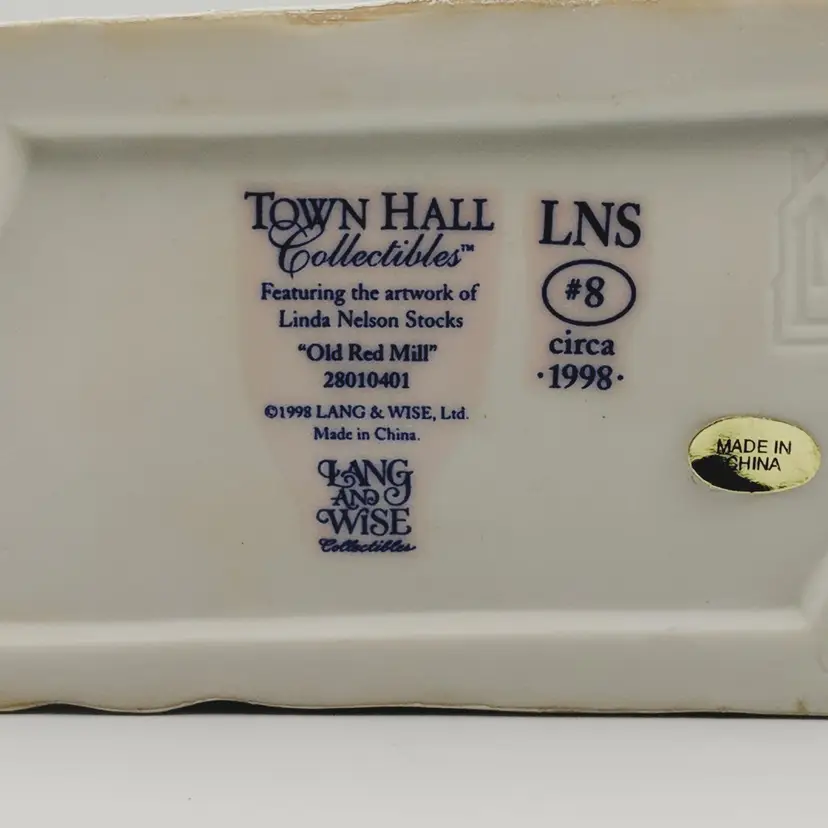 TOWN HALL
Collectibles™
Featuring the artwork of
Linda Nelson Stocks
“Old Red Mill”
28010401
©1998 LANG & WISE, Ltd.
Made in China.
LANG
AND
WISE
Collectibles
LNS
#8
circa
·1998·
MADE IN
CHINA